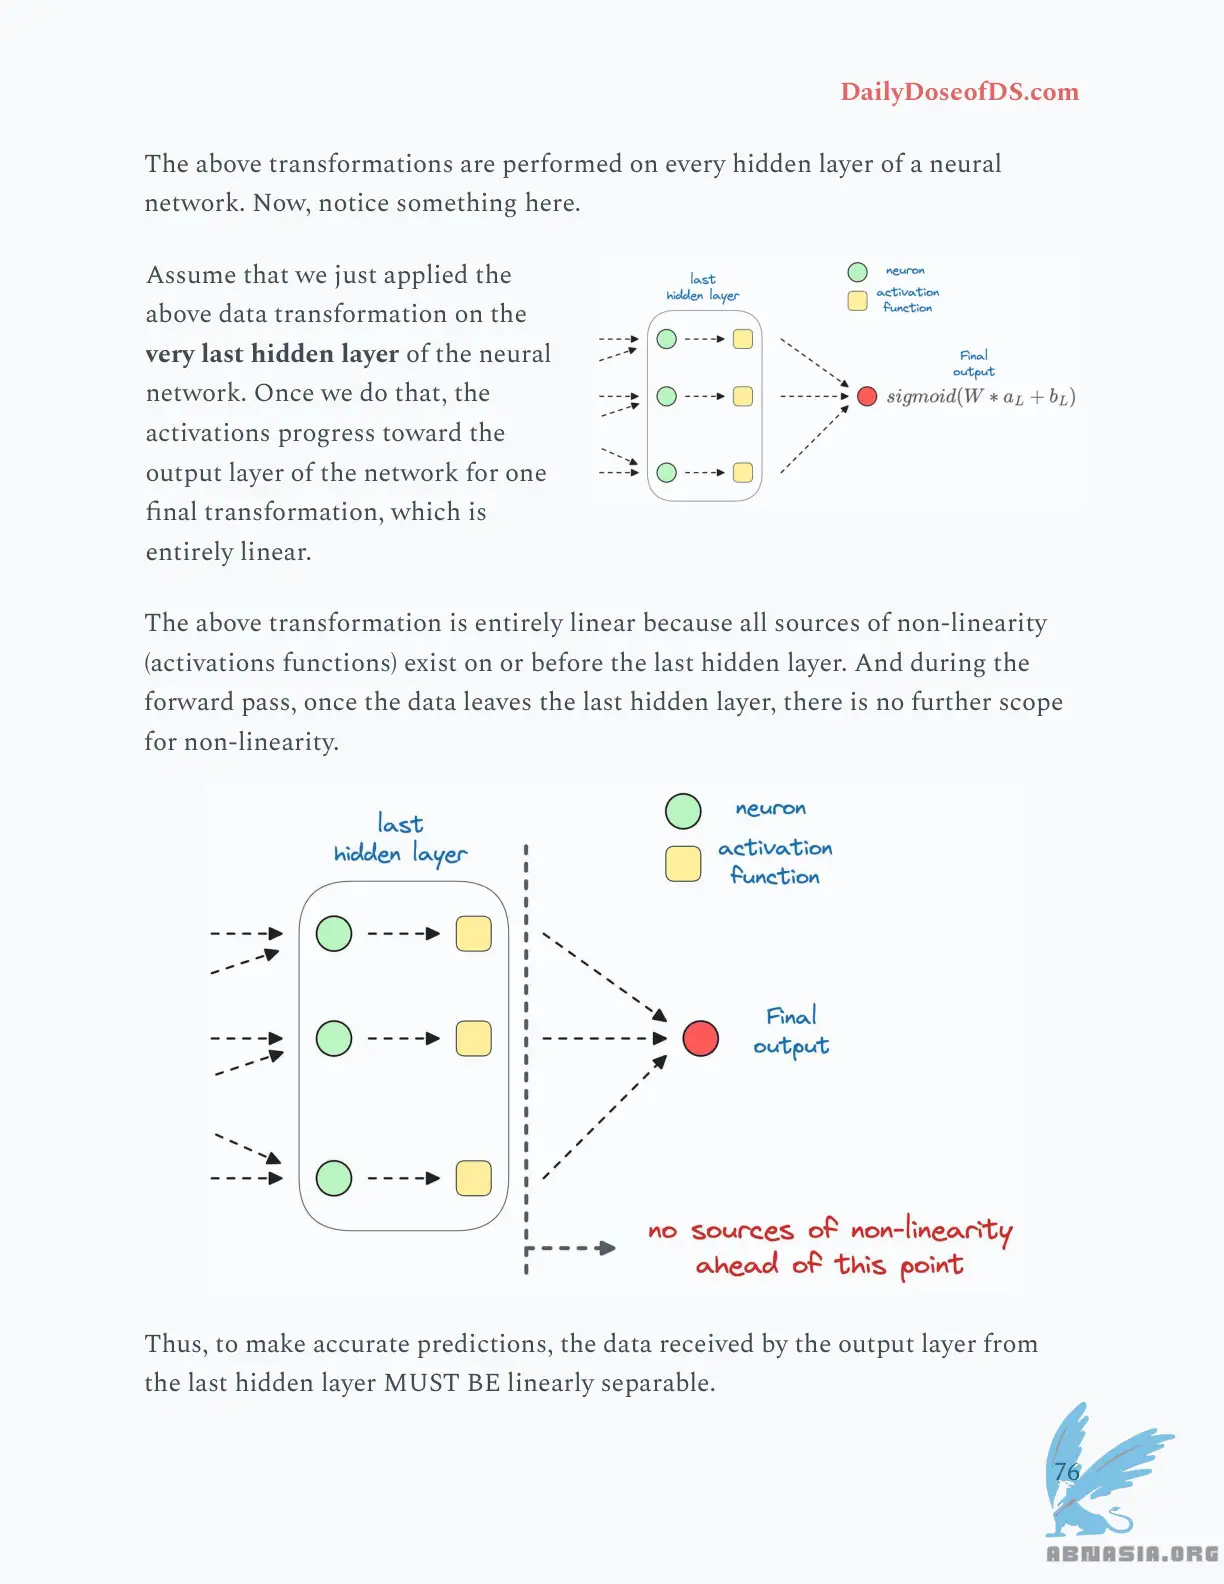 DailyDoseofDS.com
The above transformations are performed on every hidden layer of a neural
network. Now, notice something here.
Assume that we just applied the
above data transformation on the
very last hidden layer of the neural
network. Once we do that, the
activations progress toward the
output layer of the network for one
final transformation, which is
entirely linear.
last
hidden layer
neuron
activation
function
Final
output
sigmoid(W * a_L + b_L)
The above transformation is entirely linear because all sources of non-linearity
(activations functions) exist on or before the last hidden layer. And during the
forward pass, once the data leaves the last hidden layer, there is no further scope
for non-linearity.
last
hidden layer
neuron
activation
function
Final
output
no sources of non-linearity
ahead of this point
Thus, to make accurate predictions, the data received by the output layer from
the last hidden layer MUST BE linearly separable.
76
ABNASIA.ORG